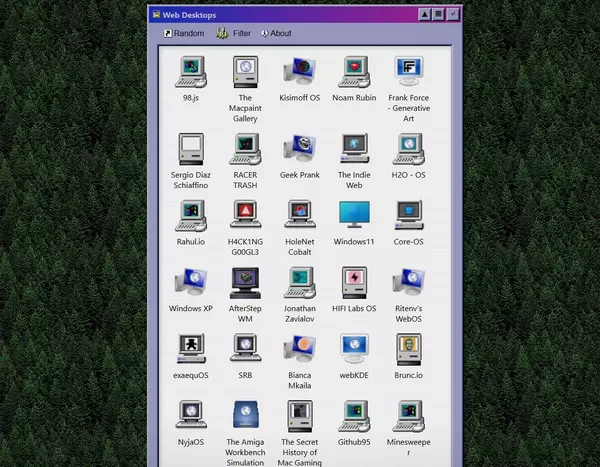 Web Desktops
Random Filter About
98.js
The
Macpaint
Gallery
Kisimoff OS
Noam Rubin
Frank Force
- Generative
Art
Sergio Díaz
Schiaffino
RACER
TRASH
Geek Prank
The Indie
Web
H2O - OS
Rahul.io
H4CK1NG
G00GL3
HoleNet
Cobalt
Windows11
Core-OS
Windows XP
AfterStep
WM
Jonathan
Zavialov
HIFI Labs OS
Ritenv's
WebOS
exaequOS
SRB
Bianca
Mkaila
webKDE
Brunc.io
NyjaOS
The Amiga
Workbench
Simulation
The Secret
History of
Mac Gaming
Github95
Minesweepe
r